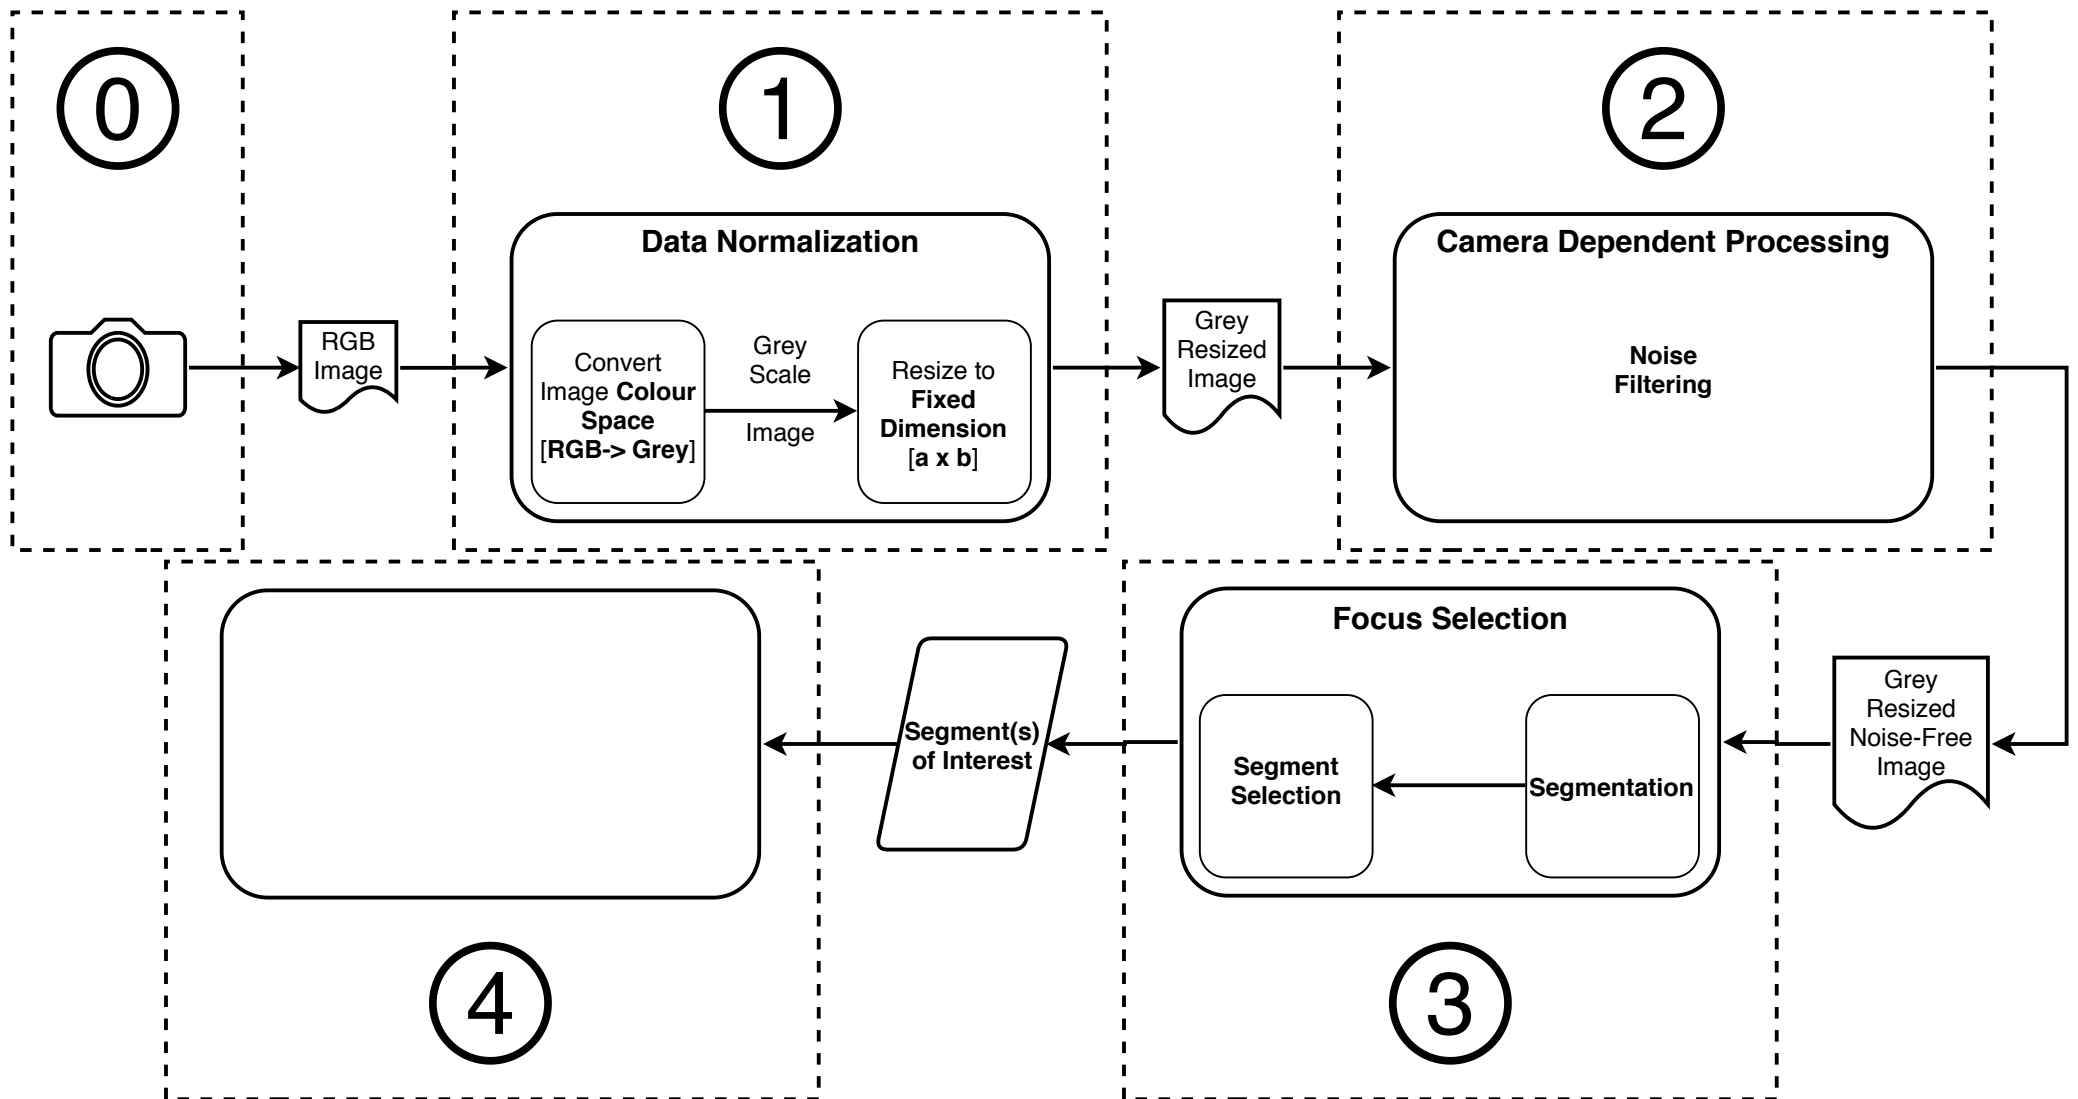 0
1
2
Data Normalization
Camera Dependent Processing
RGB
Image
Convert
Image Colour
Space
[RGB-> Grey]
Grey
Scale
Image
Resize to
Fixed
Dimension
[a x b]
Grey
Resized
Image
Noise
Filtering
Grey
Resized
Noise-Free
Image
Focus Selection
Segmentation
Segment
Selection
Segment(s)
of Interest
3
4